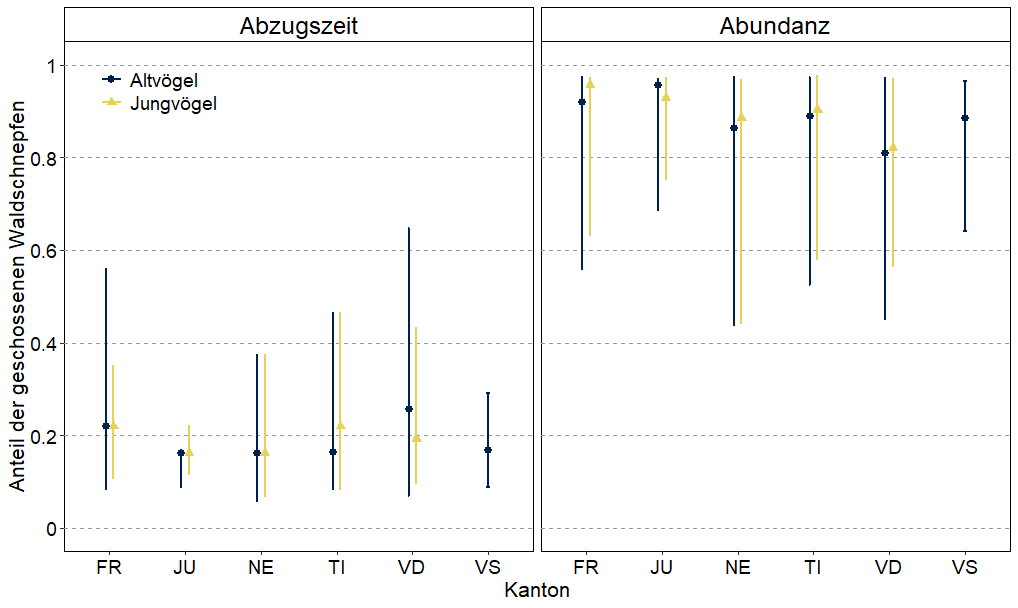 Abzugszeit
Abundanz
Anteil der geschossenen Waldschnepfen
1
0.8
0.6
0.4
0.2
0
Altvögel
Jungvögel
FR JU NE TI VD VS
FR JU NE TI VD VS
Kanton